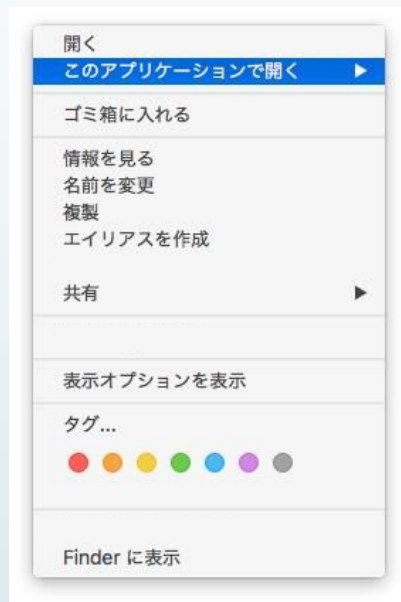 開く
このアプリケーションで開く
ゴミ箱に入れる
情報を見る
名前を変更
複製
エイリアスを作成
共有
表示オプションを表示
タグ...
Finder に表示